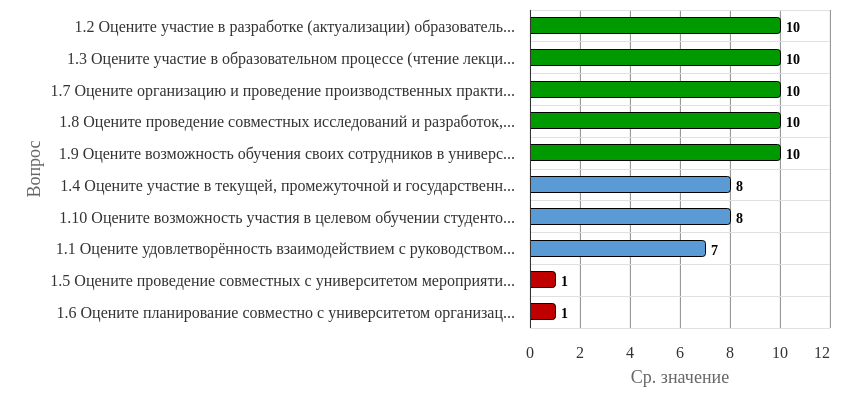 1.2 Оцените участие в разработке (актуализации) образователь... 10
1.3 Оцените участие в образовательном процессе (чтение лекци... 10
1.7 Оцените организацию и проведение производственных практи... 10
1.8 Оцените проведение совместных исследований и разработок,... 10
1.9 Оцените возможность обучения своих сотрудников в универс... 10
1.4 Оцените участие в текущей, промежуточной и государственн... 8
1.10 Оцените возможность участия в целевом обучении студенто... 8
1.1 Оцените удовлетворённость взаимодействием с руководством... 7
1.5 Оцените проведение совместных с университетом мероприяти... 1
1.6 Оцените планирование совместно с университетом организац... 1
Вопрос
0 2 4 6 8 10 12
Ср. значение